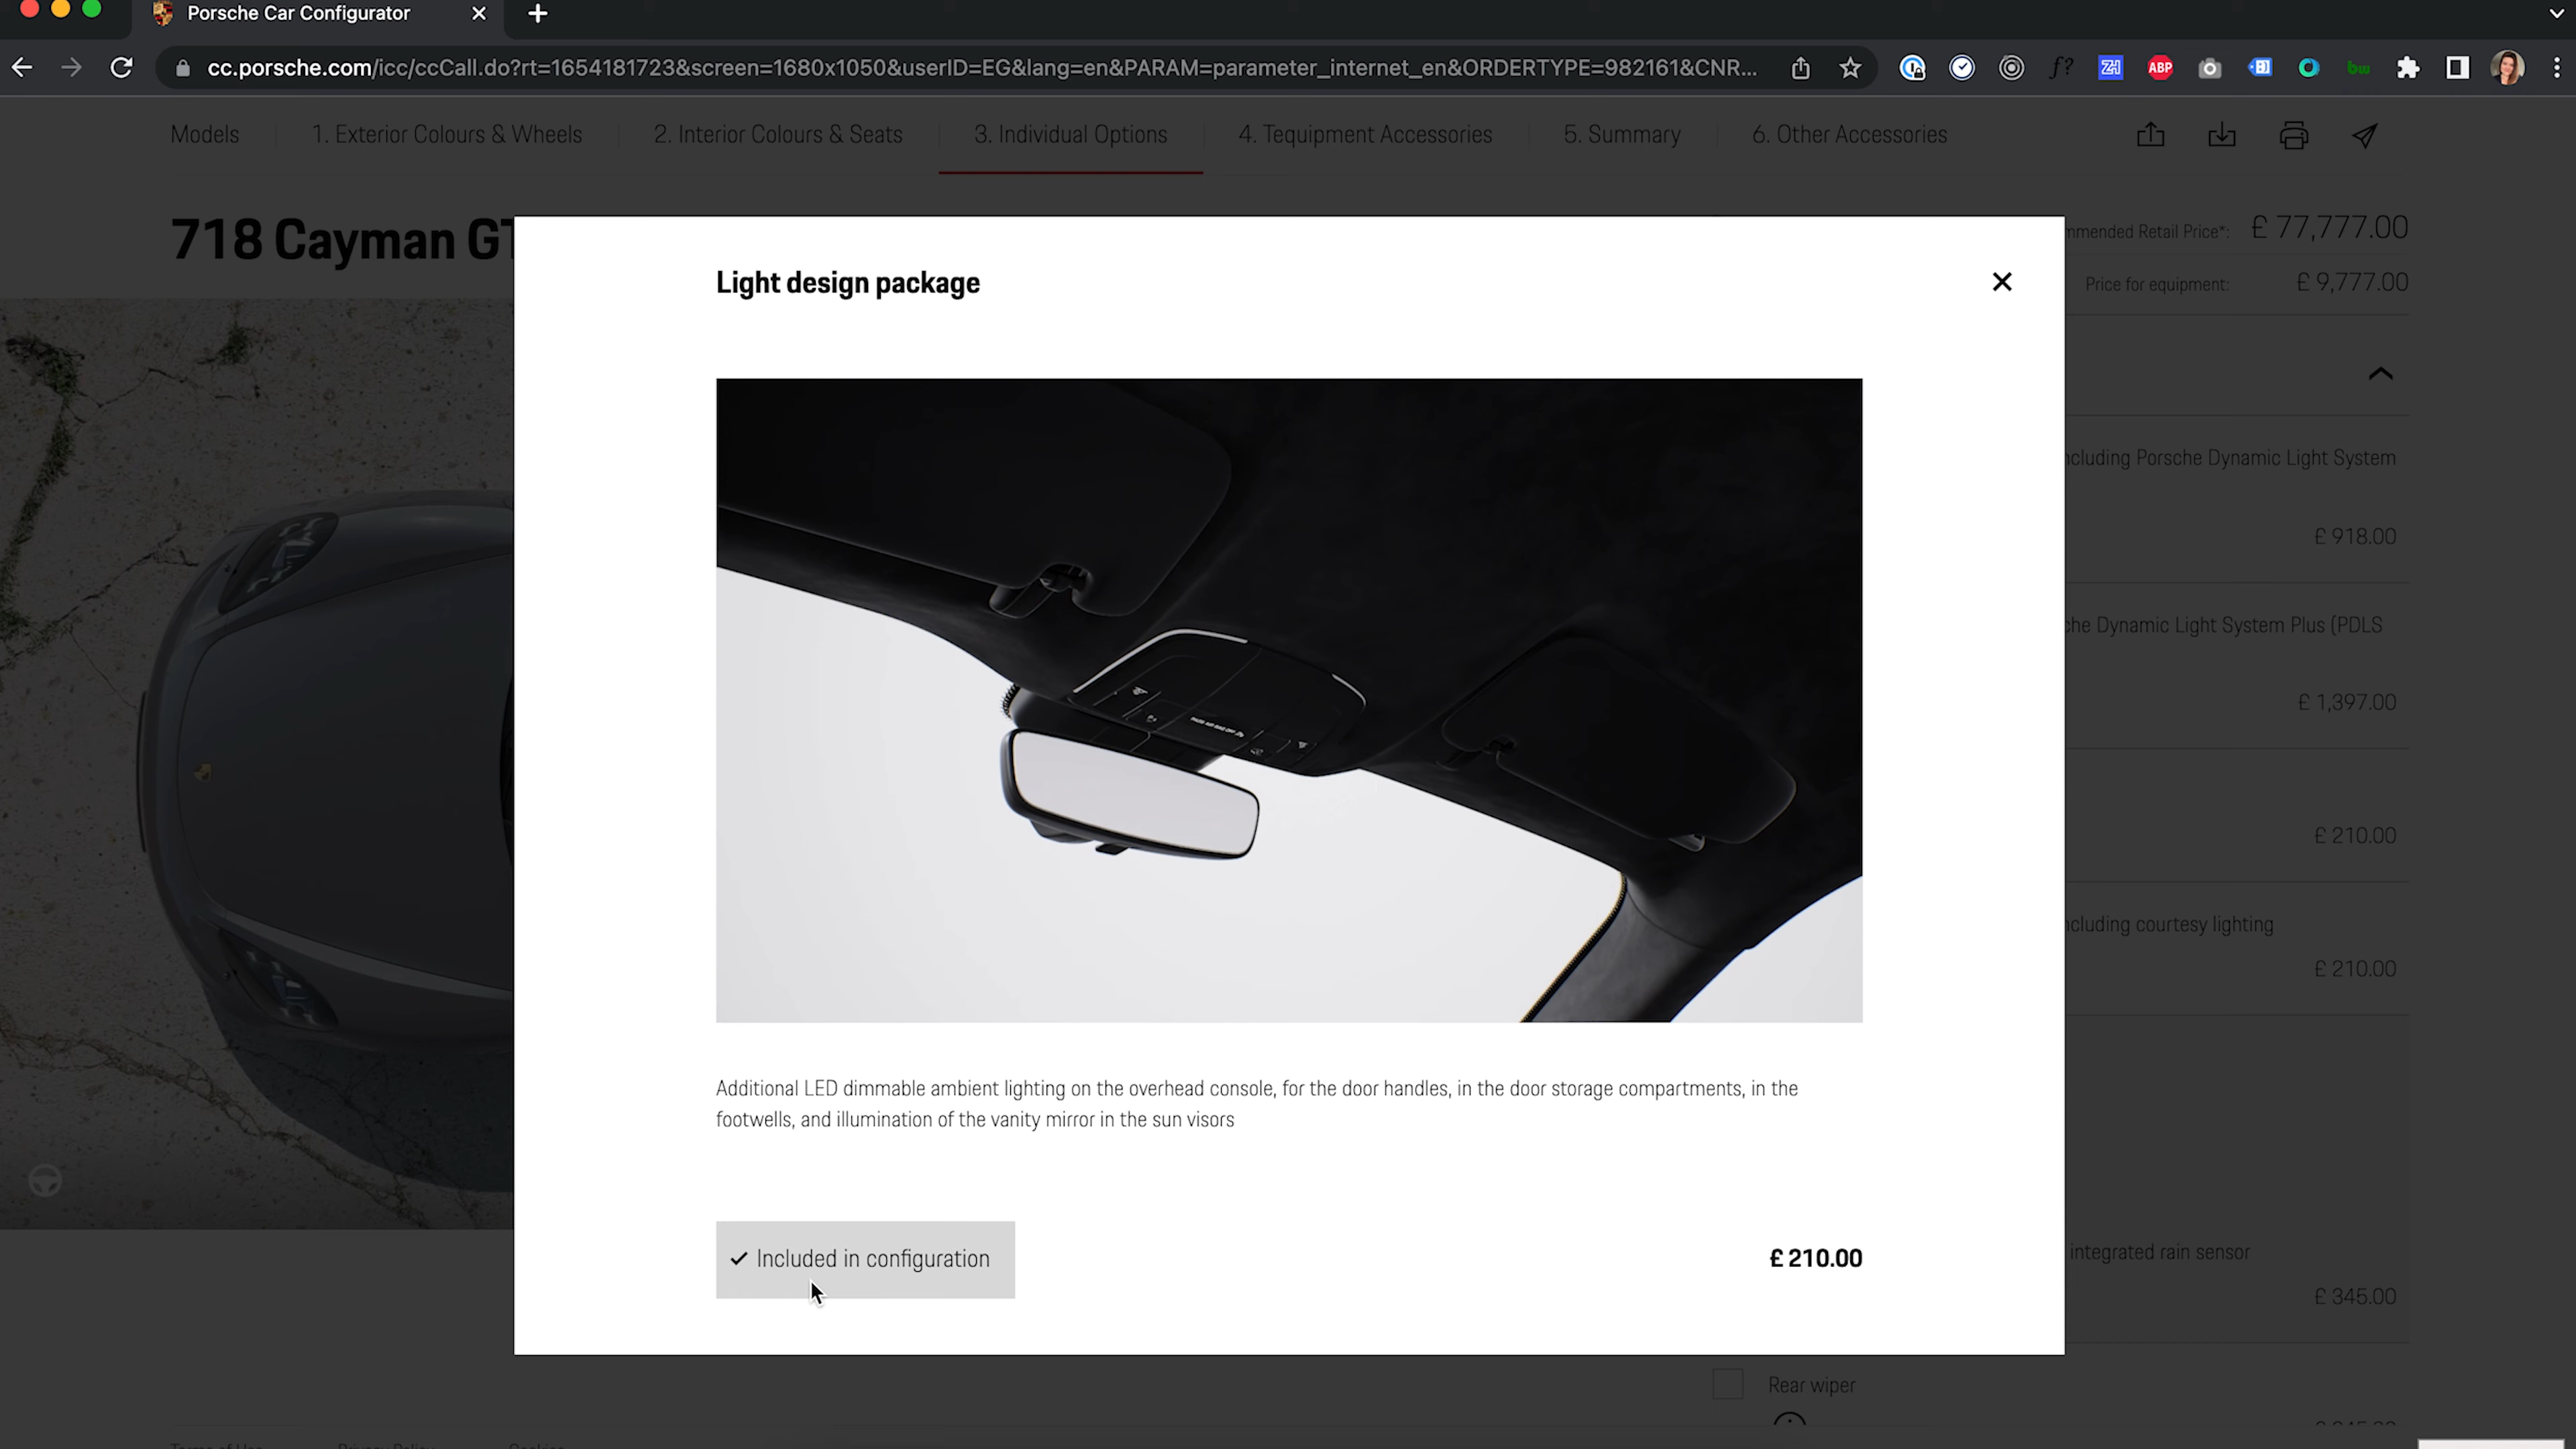 Porsche Car Configurator
cc.porsche.com/icc/ccCall.do?rt=1654181723&screen=1680x1050&userID=EG&lang=en&PARAM=parameter_internet_en&ORDERTYPE=982161&CNR...
f?
ZH
ABP
bw
Models
1. Exterior Colours & Wheels
2. Interior Colours & Seats
3. Individual Options
4. Tequipment Accessories
5. Summary
6. Other Accessories
718 Cayman GT
mmended Retail Price*: £ 77,777.00
Price for equipment: £ 9,777.00
Light design package
ncluding Porsche Dynamic Light System
£ 918.00
che Dynamic Light System Plus (PDLS
£ 1,397.00
£ 210.00
ncluding courtesy lighting
£ 210.00
Additional LED dimmable ambient lighting on the overhead console, for the door handles, in the door storage compartments, in the
footwells, and illumination of the vanity mirror in the sun visors
✓ Included in configuration
£ 210.00
integrated rain sensor
£ 345.00
Rear wiper